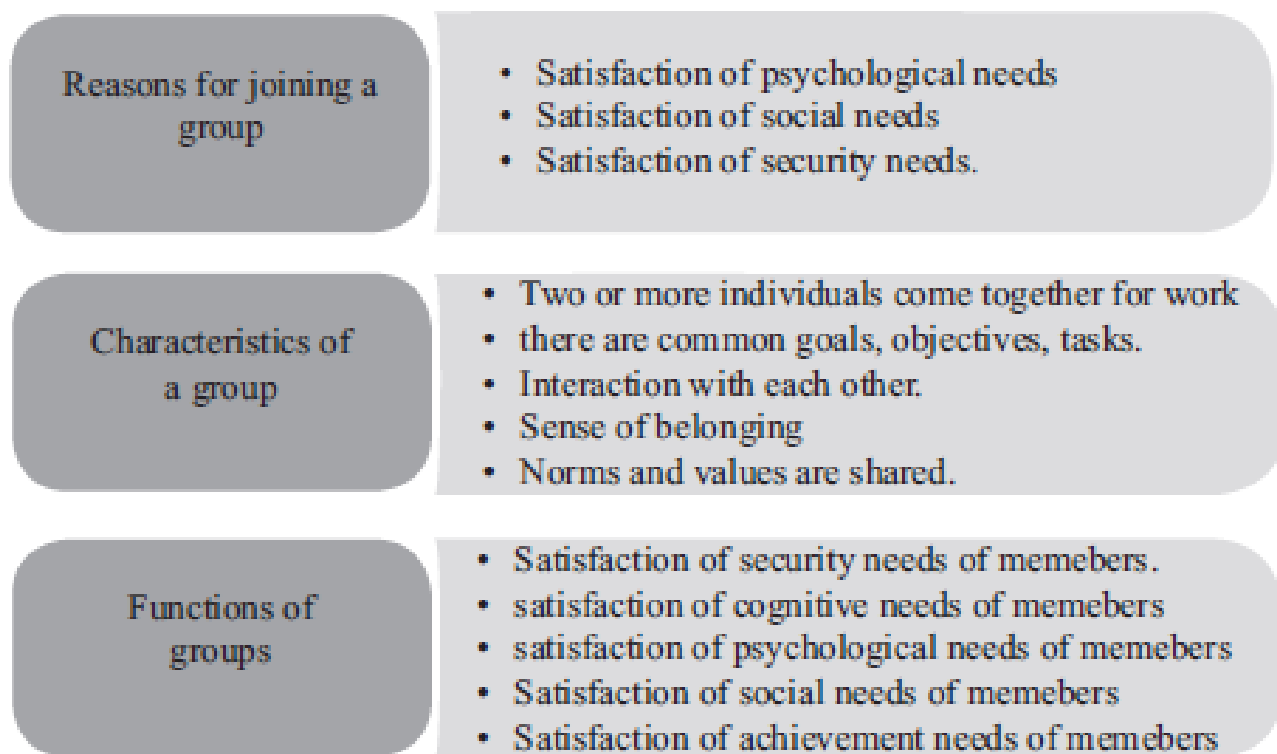 Reasons for joining a
group
• Satisfaction of psychological needs
• Satisfaction of social needs
• Satisfaction of security needs.
Characteristics of
a group
• Two or more individuals come together for work
• there are common goals, objectives, tasks.
• Interaction with each other.
• Sense of belonging
• Norms and values are shared.
Functions of
groups
• Satisfaction of security needs of memebers.
• satisfaction of cognitive needs of memebers
• satisfaction of psychological needs of memebers
• Satisfaction of social needs of memebers
• Satisfaction of achievement needs of memebers